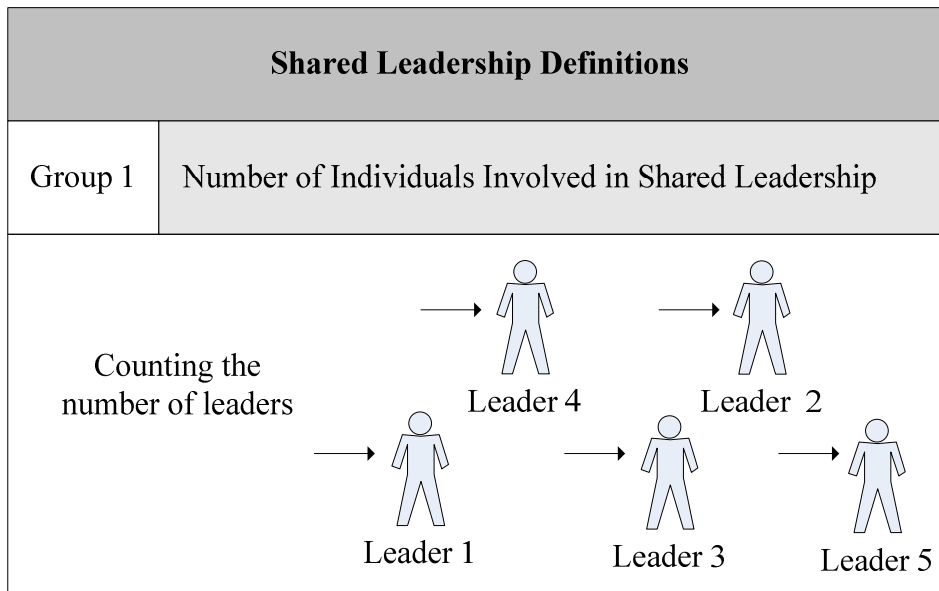 Shared Leadership Definitions
Group 1
Number of Individuals Involved in Shared Leadership
Counting the
number of leaders
Leader 4
Leader 2
Leader 1
Leader 3
Leader 5